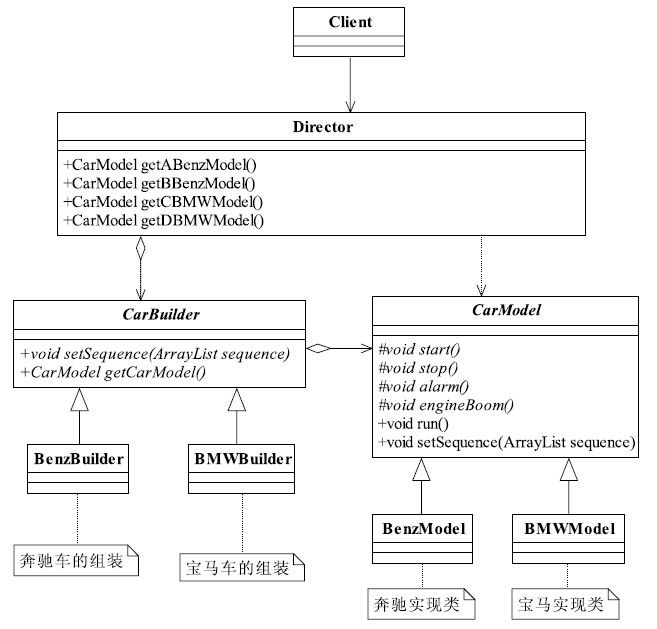 Client
Director
+CarModel getABenzModel()
+CarModel getBBenzModel()
+CarModel getCBMWModel()
+CarModel getDBMWModel()
CarBuilder
+void setSequence(ArrayList sequence)
+CarModel getCarModel()
CarModel
#void start()
#void stop()
#void alarm()
#void engineBoom()
+void run()
+void setSequence(ArrayList sequence)
BenzBuilder
BMWBuilder
BenzModel
BMWModel
奔驰车的组装
宝马车的组装
奔驰实现类
宝马实现类